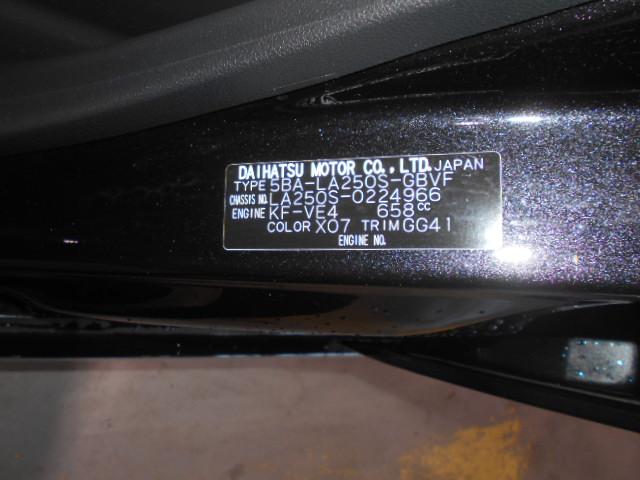 DAIHATSU MOTOR CO., LTD. JAPAN
TYPE 5BA-LA250S-GBVF
CHASSIS NO. LA250S-0224966
ENGINE KF-VE4 658CC
COLOR X07 TRIM GG41
ENGINE NO.